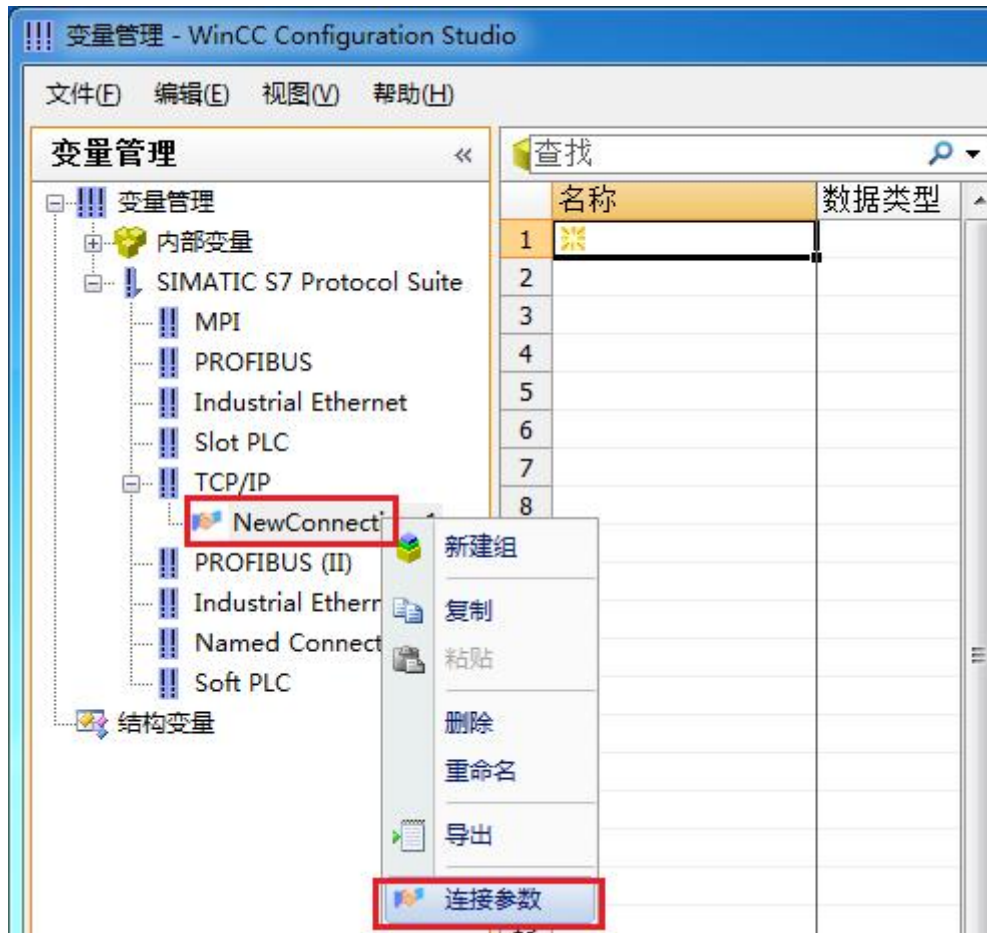 变量管理 - WinCC Configuration Studio
文件(F) 编辑(E) 视图(V) 帮助(H)
变量管理 «
变量管理
内部变量
SIMATIC S7 Protocol Suite
MPI
PROFIBUS
Industrial Ethernet
Slot PLC
TCP/IP
NewConnecti
PROFIBUS (II)
Industrial Ethern
Named Connect
Soft PLC
结构变量
查找
名称 数据类型
1
2
3
4
5
6
7
8
新建组
复制
粘贴
删除
重命名
导出
连接参数